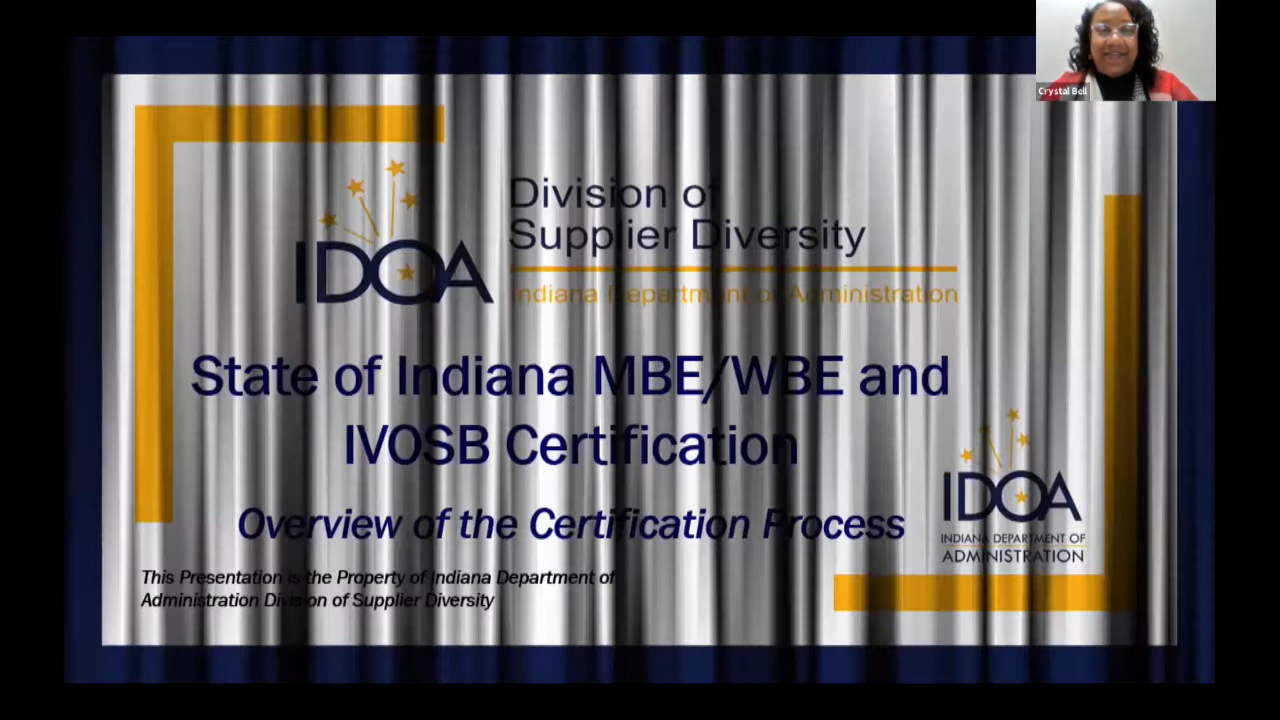 Crystal Bell
Division of
Supplier Diversity
IDOA
Indiana Department of Administration
State of Indiana MBE/WBE and
IVOSB Certification
Overview of the Certification Process
IDOA
INDIANA DEPARTMENT OF
ADMINISTRATION
This Presentation is the Property of Indiana Department of
Administration Division of Supplier Diversity